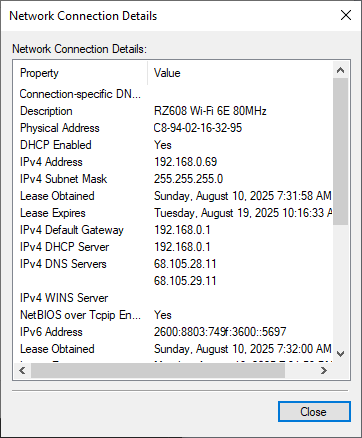 Network Connection Details
Network Connection Details:
Property Value
Connection-specific DN...
Description RZ608 Wi-Fi 6E 80MHz
Physical Address C8-94-02-16-32-95
DHCP Enabled Yes
IPv4 Address 192.168.0.69
IPv4 Subnet Mask 255.255.255.0
Lease Obtained Sunday, August 10, 2025 7:31:58 AM
Lease Expires Tuesday, August 19, 2025 10:16:33 A
IPv4 Default Gateway 192.168.0.1
IPv4 DHCP Server 192.168.0.1
IPv4 DNS Servers 68.105.28.11
68.105.29.11
IPv4 WINS Server
NetBIOS over Tcpip En... Yes
IPv6 Address 2600:8803:749f:3600::5697
Lease Obtained Sunday, August 10, 2025 7:32:00 AM
Close